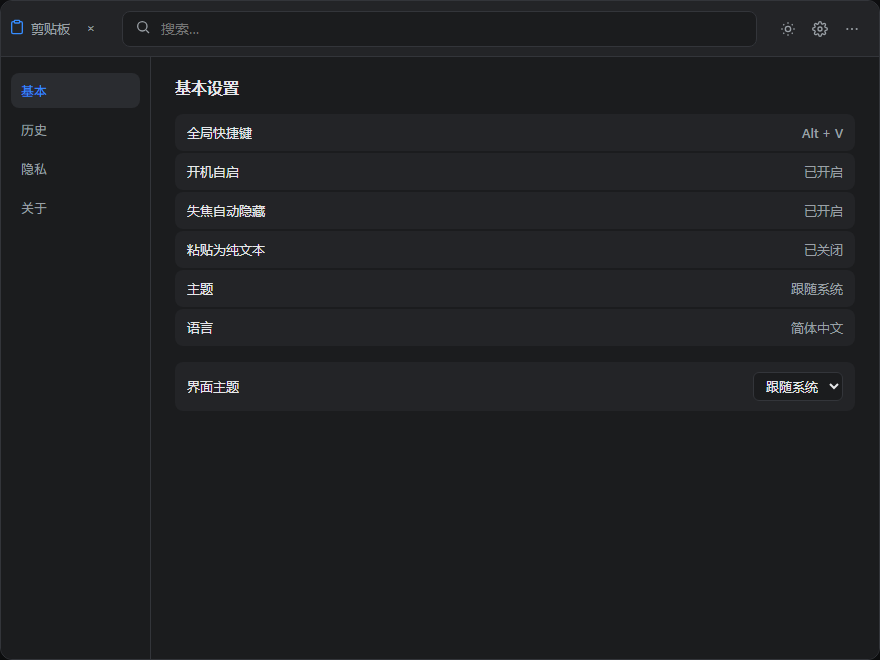 剪贴板 ×
搜索...
基本
历史
隐私
关于
基本设置
全局快捷键 Alt + V
开机自启 已开启
失焦自动隐藏 已开启
粘贴为纯文本 已关闭
主题 跟随系统
语言 简体中文
界面主题 跟随系统